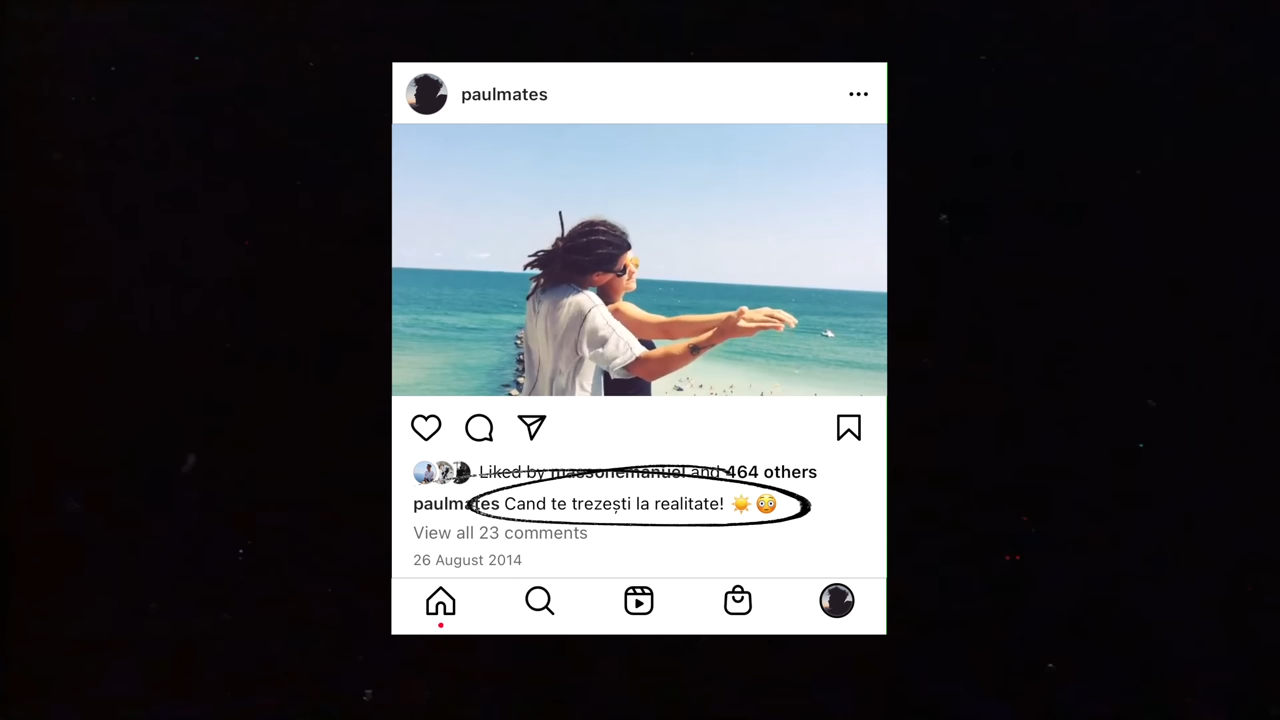 paulmates
Liked by massonemanuel and 464 others
paulmates Cand te trezești la realitate! ☀️😳
View all 23 comments
26 August 2014